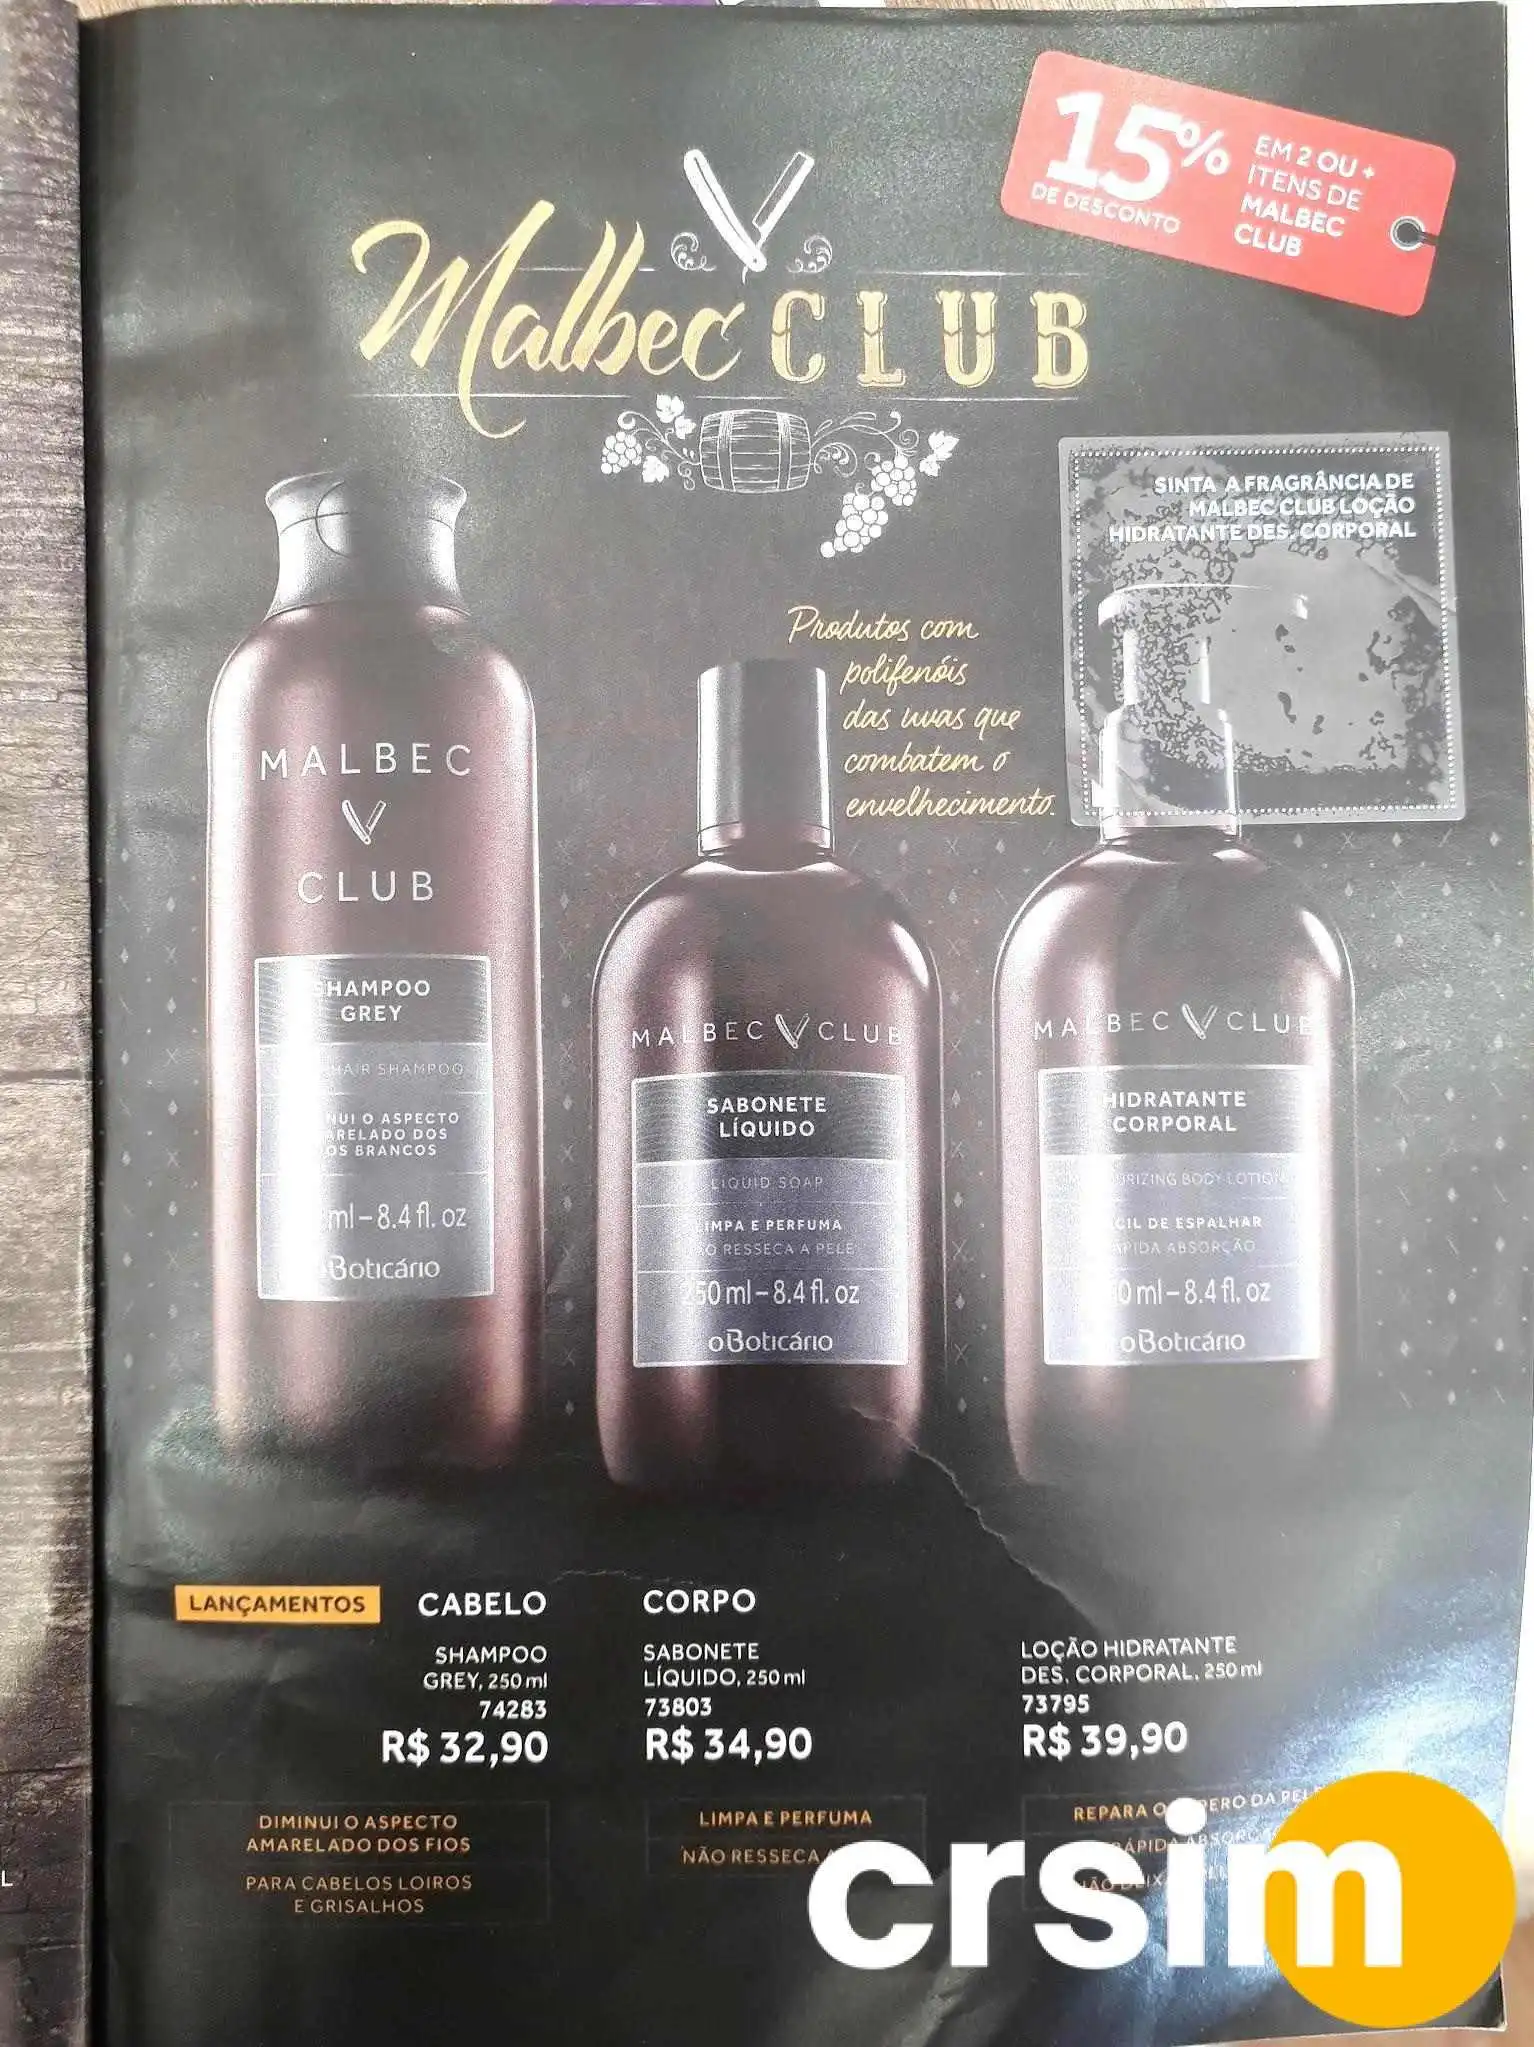 15%
DE DESCONTO
EM 2 OU +
ITENS DE
MALBEC
CLUB
Malbec CLUB
SINTA A FRAGRÂNCIA DE
MALBEC CLUB LOÇÃO
HIDRATANTE DES. CORPORAL
Produtos com
polifenóis
das uvas que
combatem o
envelhecimento.
MALBEC
CLUB
SHAMPOO
GREY
HAIR SHAMPOO
O ASPECTO
DOS
BRANCOS
ml – 8.4 fl. oz
oBoticário
MALBEC CLUB
SABONETE
LÍQUIDO
LIQUID SOAP
LIMPA E PERFUMA
RESSECA A PELE
250 ml – 8.4 fl. oz
oBoticário
MALBEC CLUB
HIDRATANTE
CORPORAL
BODY LOTION
DE ESPALHAR
ABSORÇÃO
ml – 8.4 fl. oz
oBoticário
LANÇAMENTOS
CABELO
SHAMPOO
GREY, 250 ml
74283
R$ 32,90
DIMINUI O ASPECTO
AMARELADO DOS FIOS
PARA CABELOS LOIROS
E GRISALHOS
CORPO
SABONETE
LÍQUIDO, 250 ml
73803
R$ 34,90
LIMPA E PERFUMA
NÃO RESSECA
LOÇÃO HIDRATANTE
DES. CORPORAL, 250 ml
73795
R$ 39,90
REPARA O DA
crsim
L